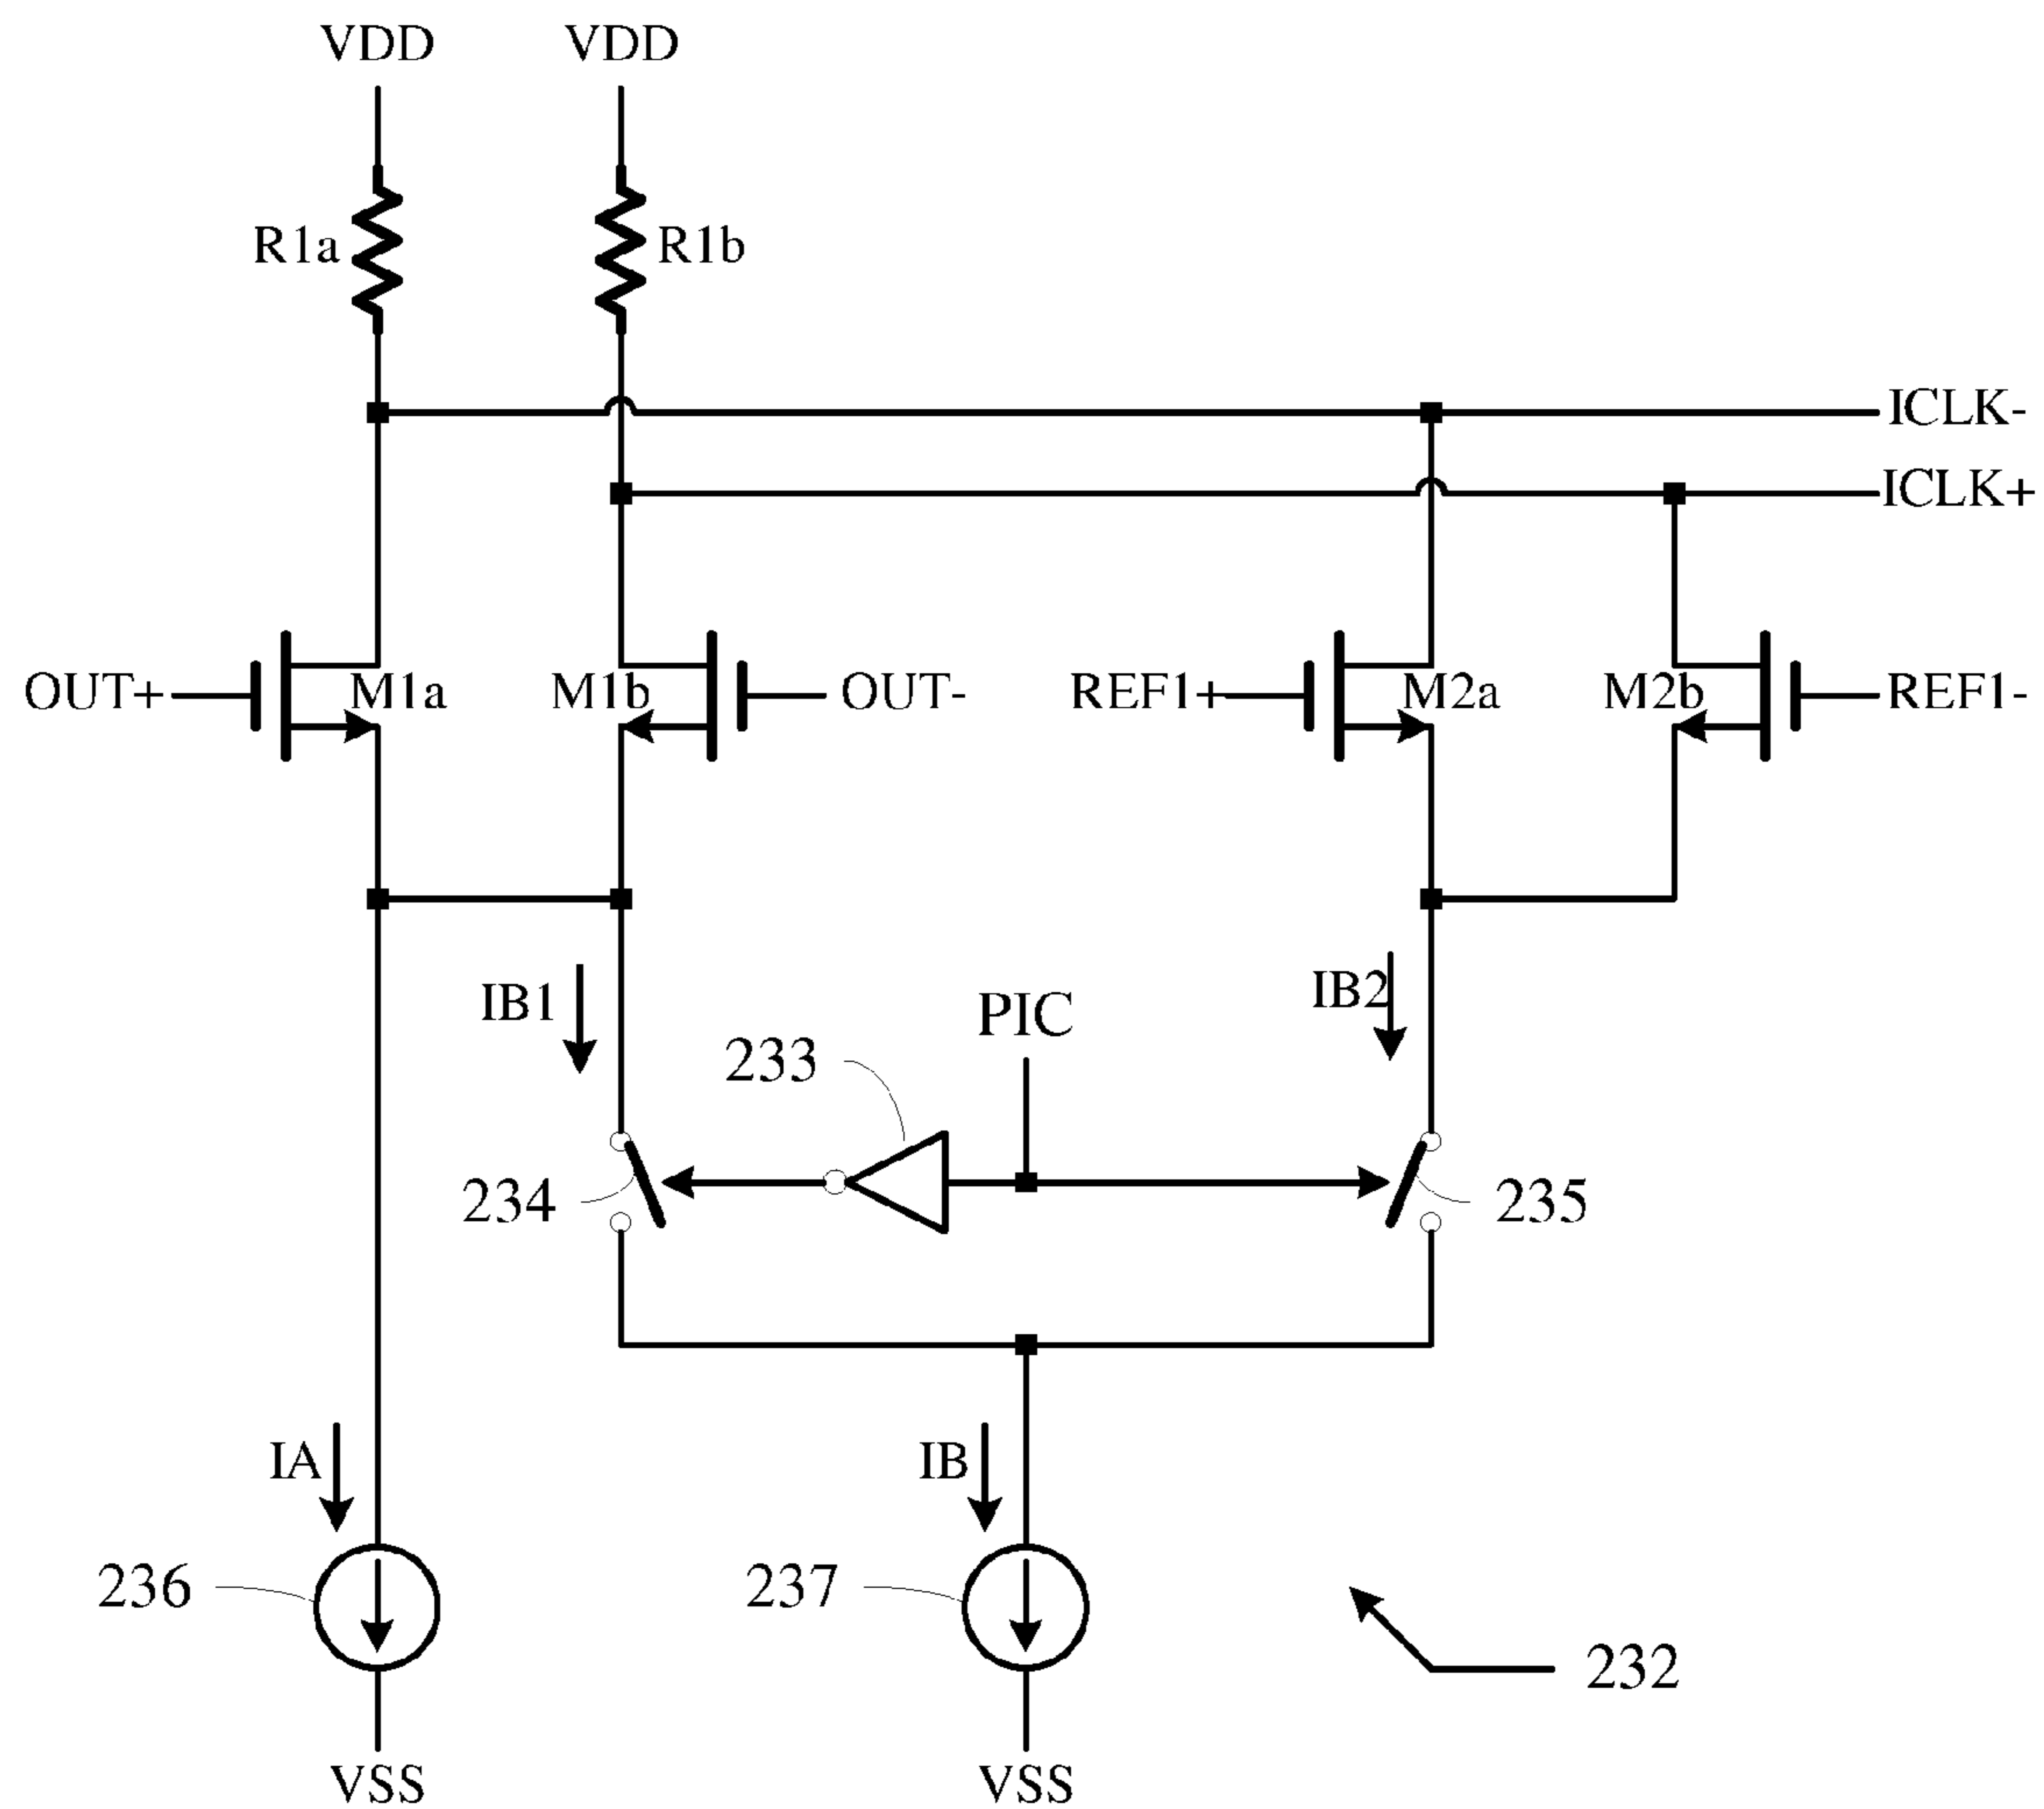 VDD
VDD
R1a
R1b
ICLK-
ICLK+
OUT+
M1a
M1b
OUT-
REF1+
M2a
M2b
REF1-
IB1
233
PIC
IB2
234
235
IA
IB
236
237
232
VSS
VSS